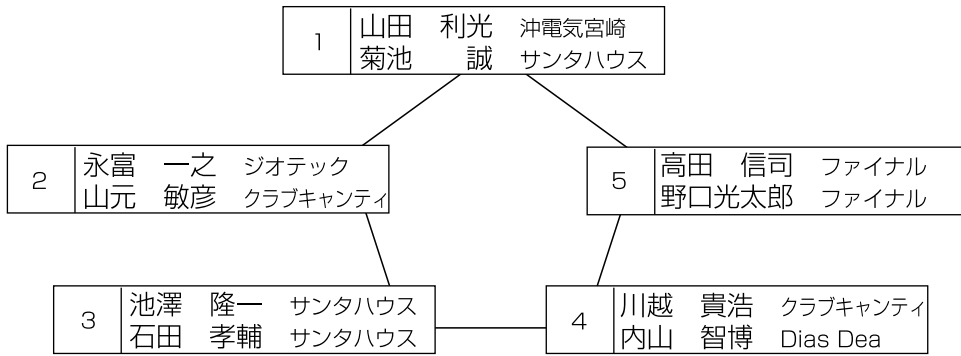 1 山田 利光 沖電気宮崎
菊池 誠 サンタハウス
2 永富 一之 ジオテック
山元 敏彦 クラブキャンティ
5 高田 信司 ファイナル
野口光太郎 ファイナル
3 池澤 隆一 サンタハウス
石田 孝輔 サンタハウス
4 川越 貴浩 クラブキャンティ
内山 智博 Dias Dea